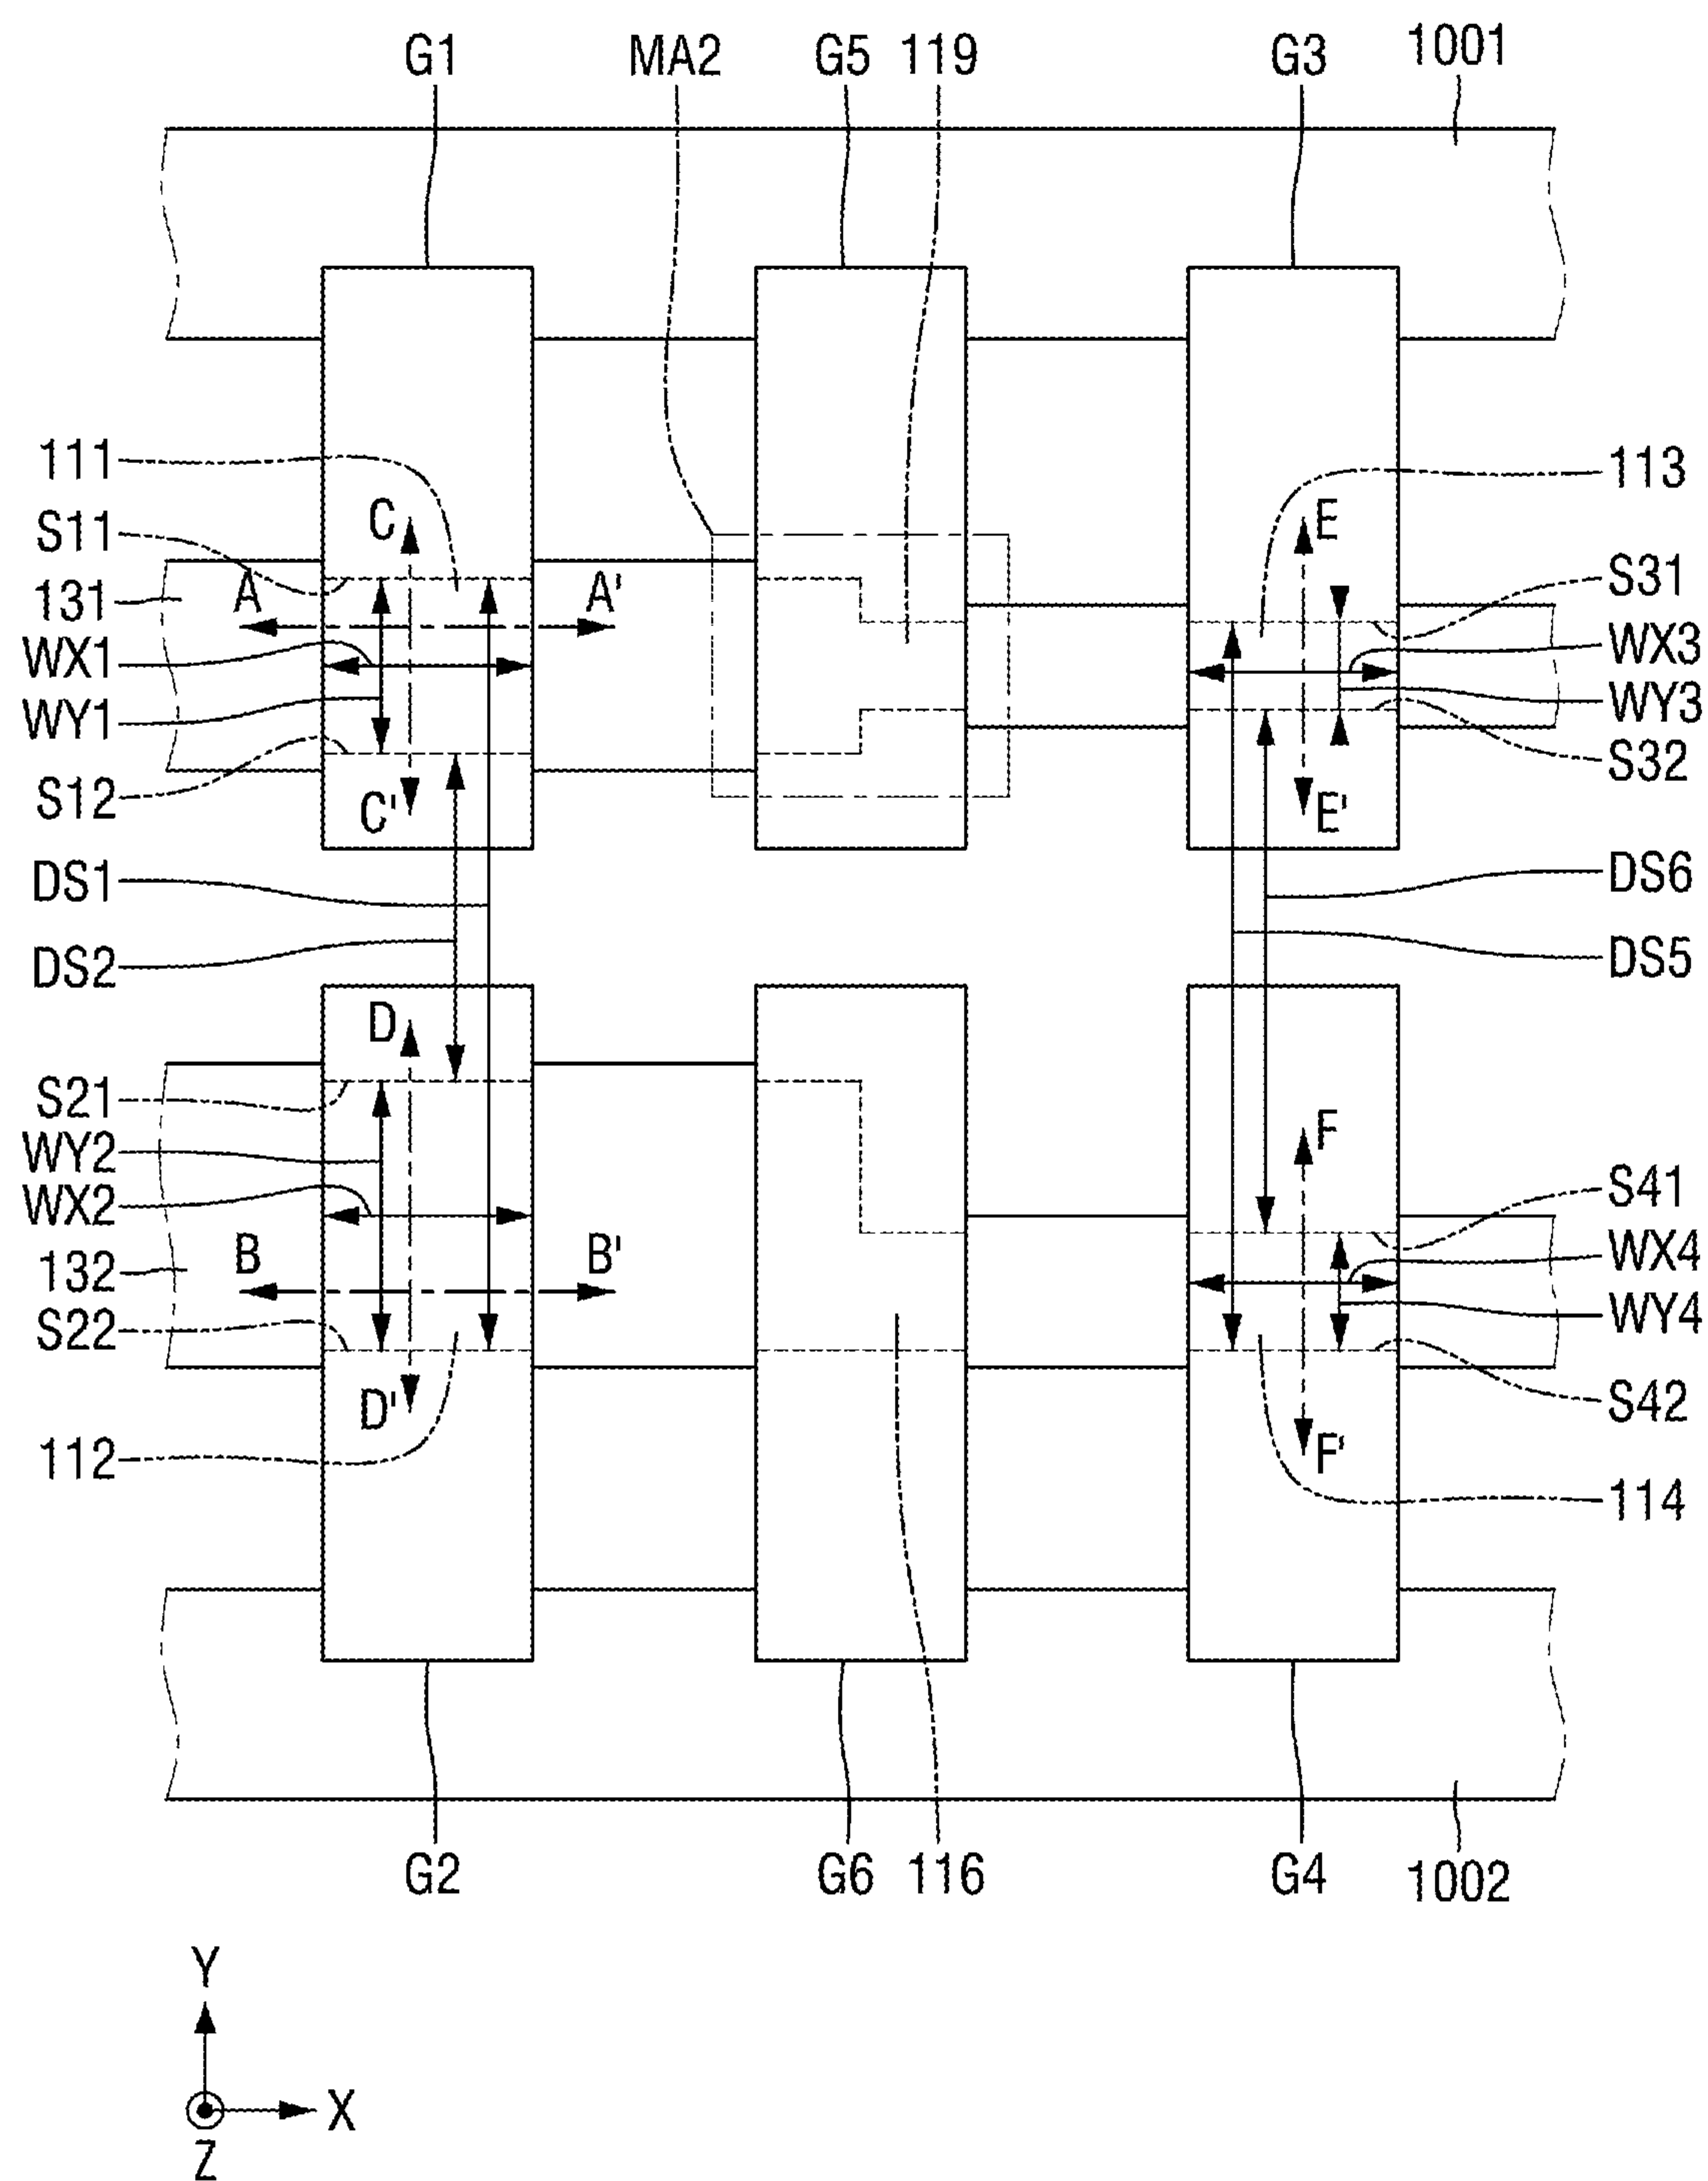 G1 MA2 G5 119 G3 1001
111
C
E
113
S11
S31
131
A
A'
WX1
WX3
WY1
WY3
S12
S32
C'
E'
DS1
DS6
DS2
DS5
D
S21
F
WY2
S41
WX2
WX4
B
B'
132
S22
WY4
D'
S42
112
F'
114
G2 G6 116 G4 1002
Y
X
Z